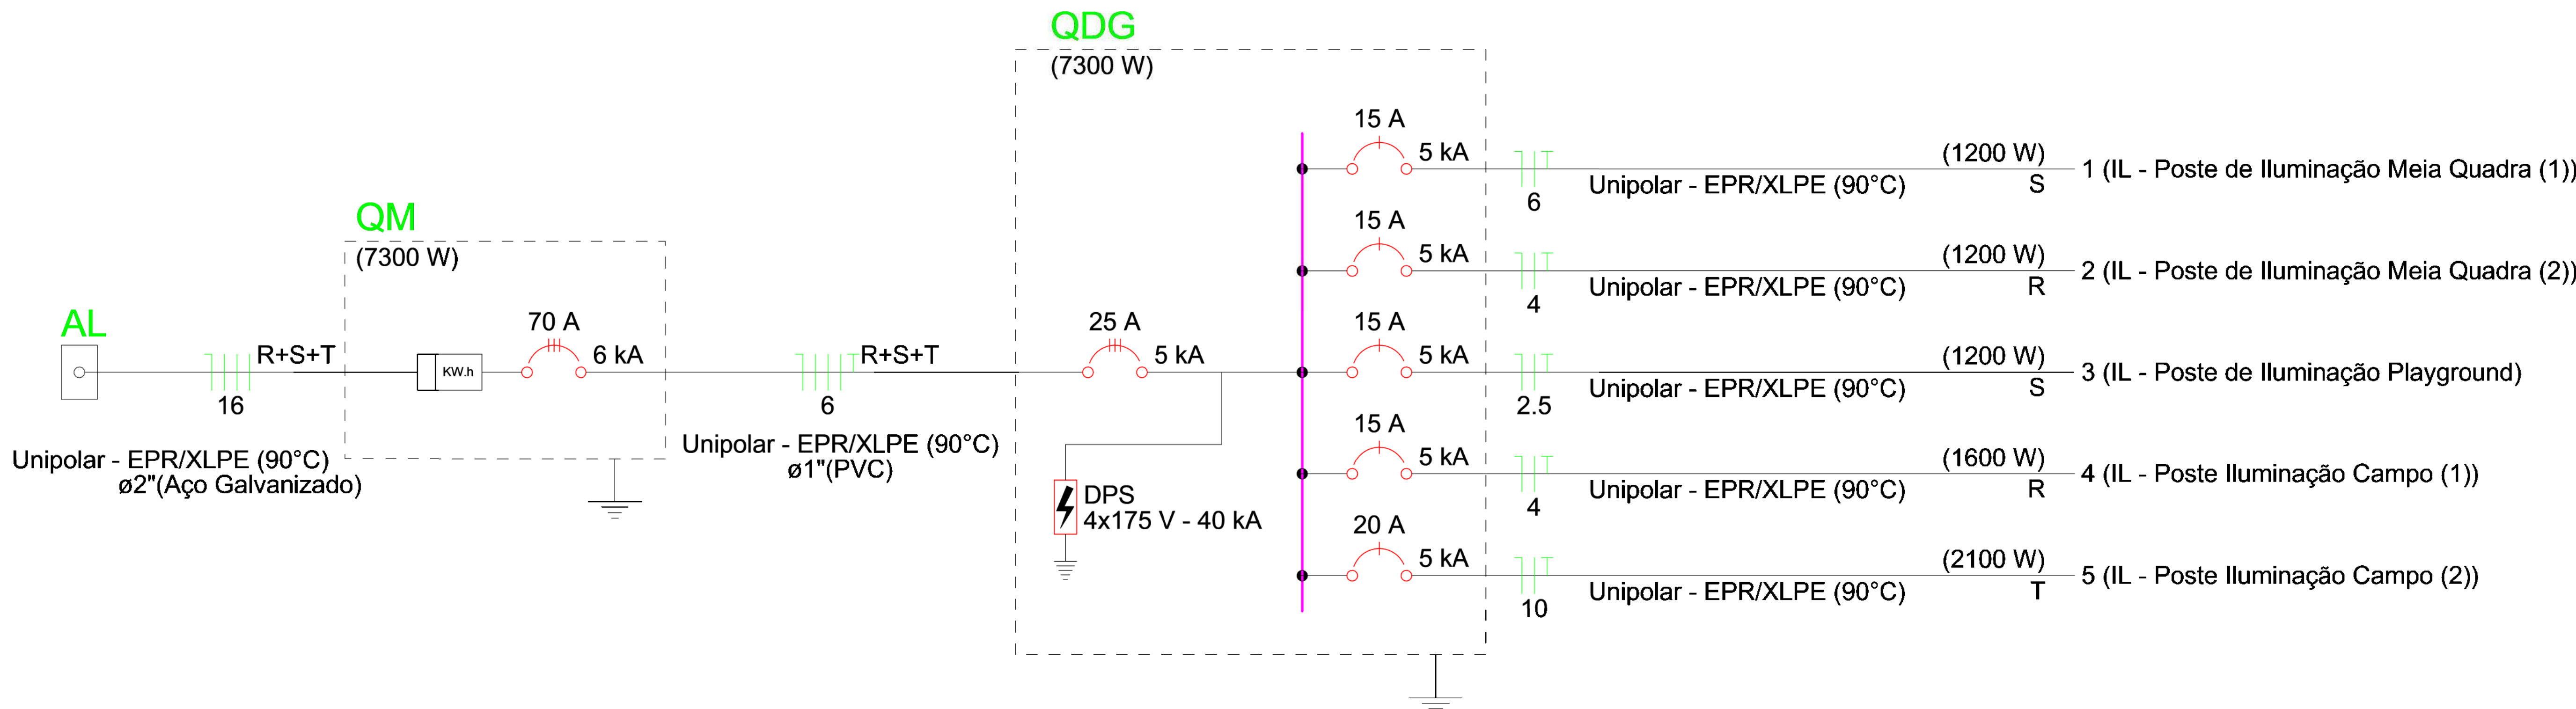 AL
16
R+S+T
Unipolar - EPR/XLPE (90°C)
ø2"(Aço Galvanizado)
QM
(7300 W)
KW.h
70 A
6 kA
R+S+T
6
Unipolar - EPR/XLPE (90°C)
ø1"(PVC)
QDG
(7300 W)
25 A
5 kA
DPS
4x175 V - 40 kA
15 A
5 kA
6
Unipolar - EPR/XLPE (90°C)
(1200 W)
S
1 (IL - Poste de Iluminação Meia Quadra (1))
15 A
5 kA
4
Unipolar - EPR/XLPE (90°C)
(1200 W)
R
2 (IL - Poste de Iluminação Meia Quadra (2))
15 A
5 kA
2.5
Unipolar - EPR/XLPE (90°C)
(1200 W)
S
3 (IL - Poste de Iluminação Playground)
15 A
5 kA
4
Unipolar - EPR/XLPE (90°C)
(1600 W)
R
4 (IL - Poste Iluminação Campo (1))
20 A
5 kA
10
Unipolar - EPR/XLPE (90°C)
(2100 W)
T
5 (IL - Poste Iluminação Campo (2))